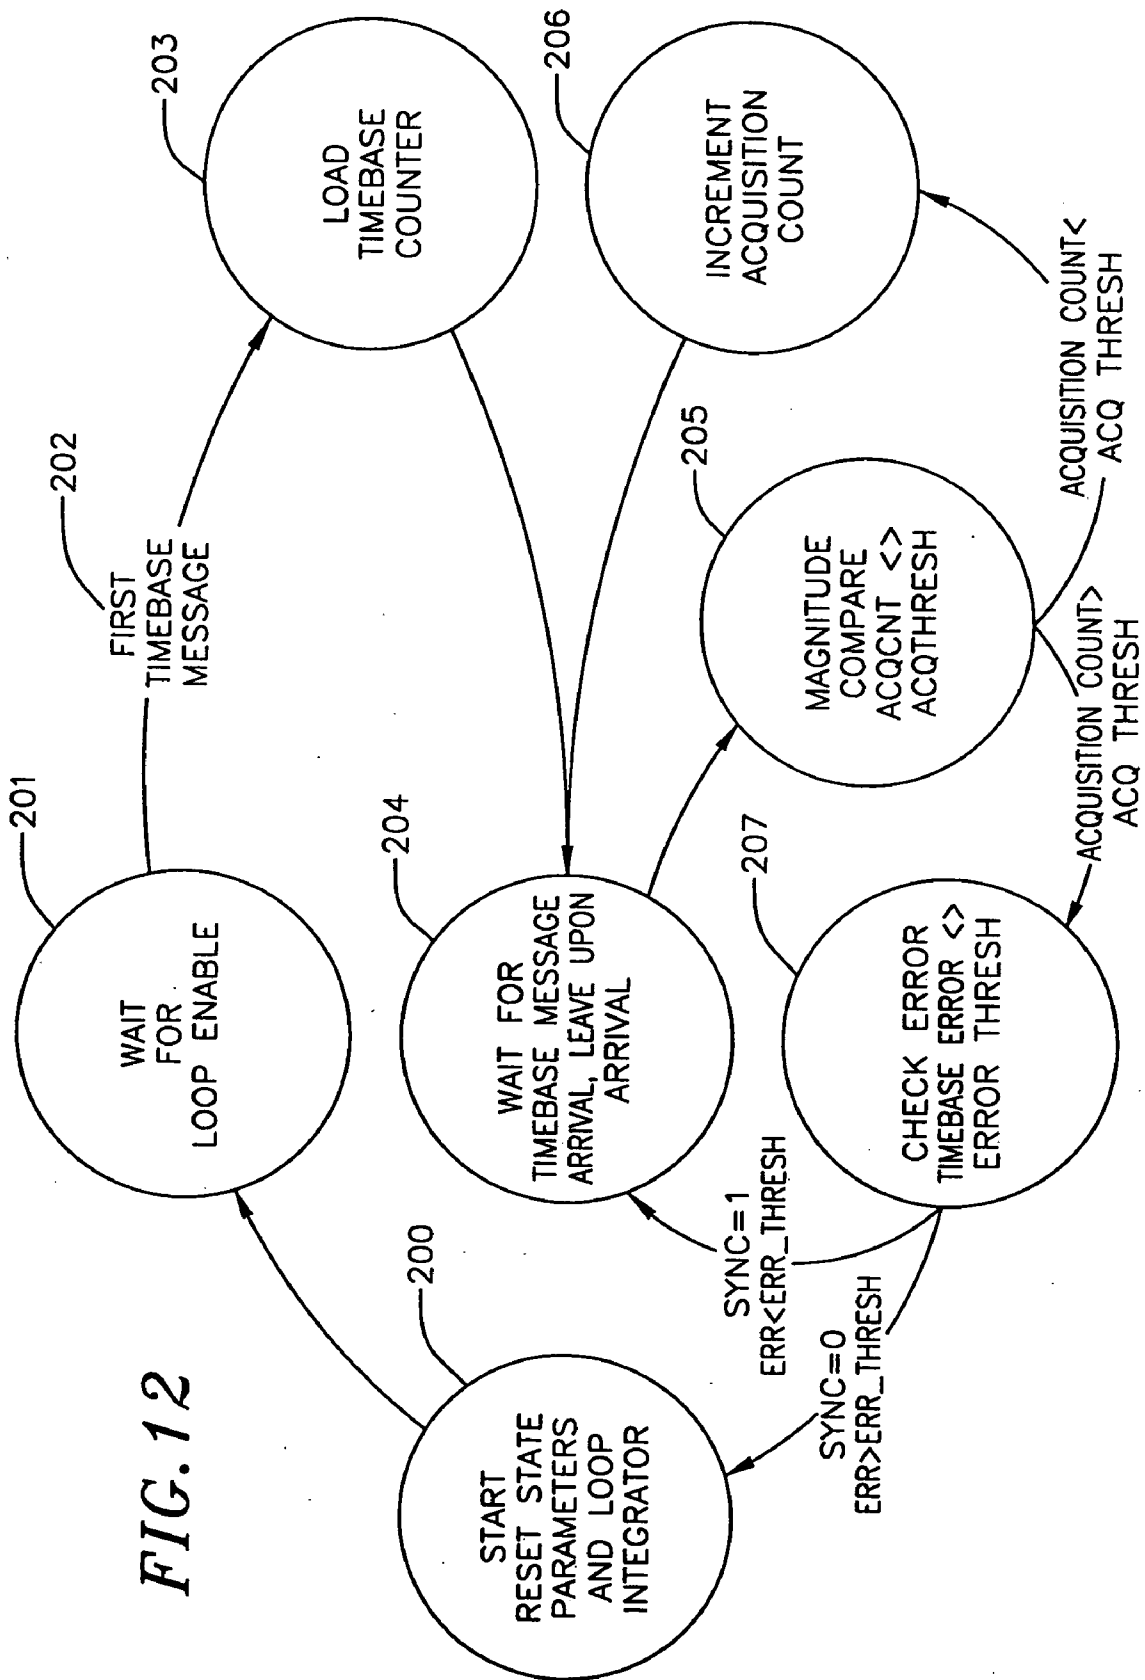 FIG. 12
201
WAIT
FOR
LOOP ENABLE
202
FIRST
TIMEBASE
MESSAGE
203
LOAD
TIMEBASE
COUNTER
200
START
RESET STATE
PARAMETERS
AND LOOP
INTEGRATOR
204
WAIT FOR
TIMEBASE MESSAGE
ARRIVAL, LEAVE UPON
ARRIVAL
206
INCREMENT
ACQUISITION
COUNT
205
MAGNITUDE
COMPARE
ACQCNT <>
ACQTHRESH
207
CHECK ERROR
TIMEBASE ERROR <>
ERROR THRESH
SYNC=1
ERR<ERR_THRESH
SYNC=0
ERR>ERR_THRESH
ACQUISITION COUNT>
ACQ THRESH
ACQUISITION COUNT<
ACQ THRESH